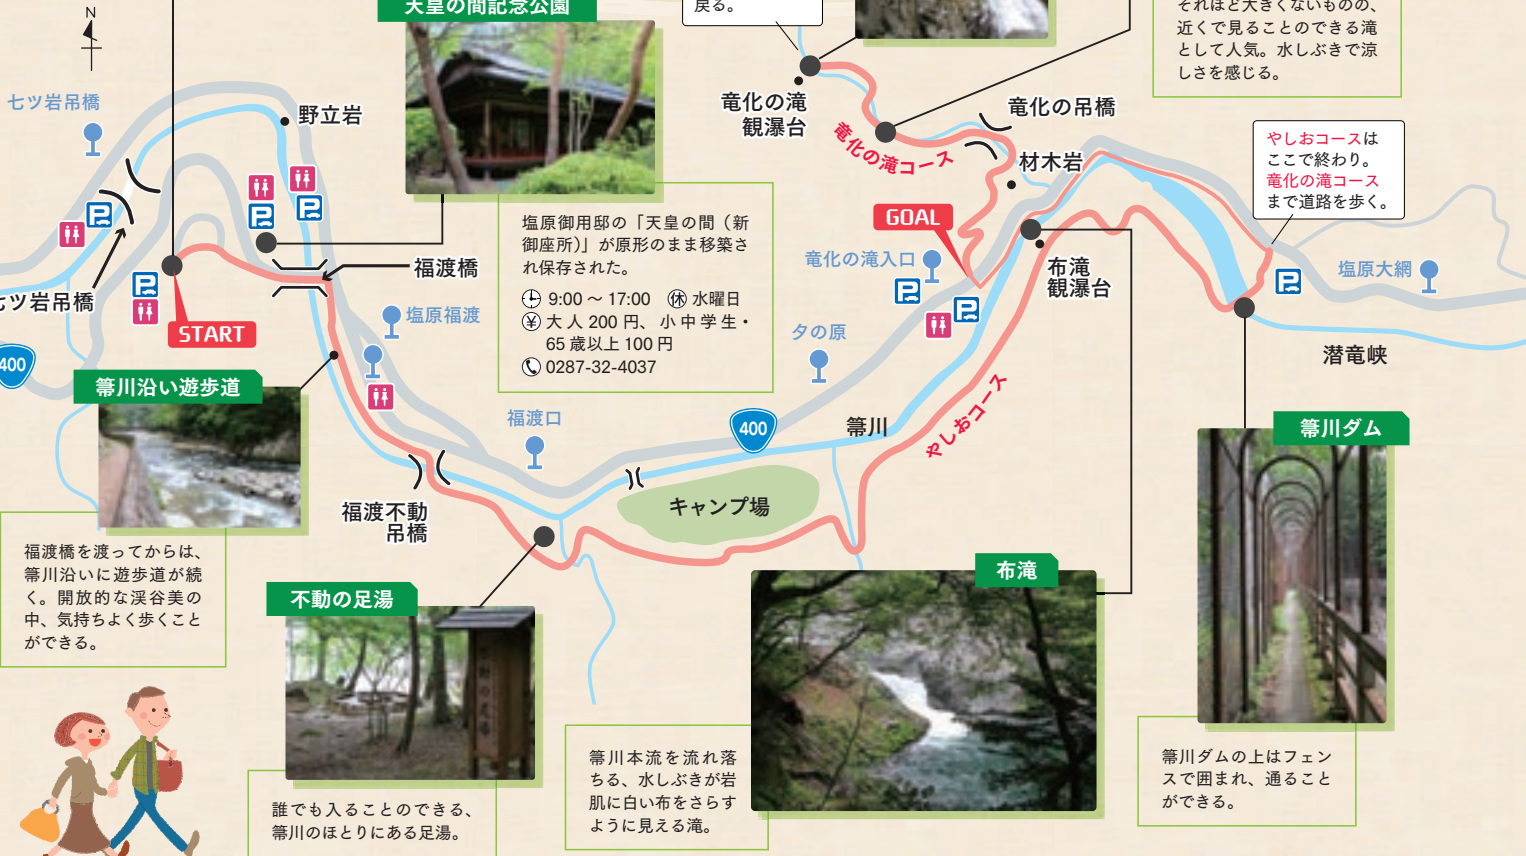 天皇の間記念公園
戻る。
それほど大きくないものの、
近くで見ることのできる滝
として人気。水しぶきで涼
しさを感じる。
N
七ツ岩吊橋
野立岩
竜化の滝
観瀑台
竜化の吊橋
竜化の滝コース
材木岩
やしおコースは
ここで終わり。
竜化の滝コース
まで道路を歩く。
GOAL
塩原御用邸の「天皇の間（新
御座所）」が原形のまま移築さ
れ保存された。
9:00～17:00 休 水曜日
¥ 大人200円、小中学生・
65歳以上100円
0287-32-4037
福渡橋
竜化の滝入口
布滝
観瀑台
塩原大網
七ツ岩吊橋
START
塩原福渡
夕の原
潜竜峡
400
箒川沿い遊歩道
福渡口
400
箒川
やしおコース
箒川ダム
キャンプ場
福渡不動
吊橋
福渡橋を渡ってからは、
箒川沿いに遊歩道が続
く。開放的な渓谷美の
中、気持ちよく歩くこと
ができる。
不動の足湯
布滝
誰でも入ることのできる、
箒川のほとりにある足湯。
箒川本流を流れ落
ちる、水しぶきが岩
肌に白い布をさらす
ように見える滝。
箒川ダムの上はフェン
スで囲まれ、通ること
ができる。